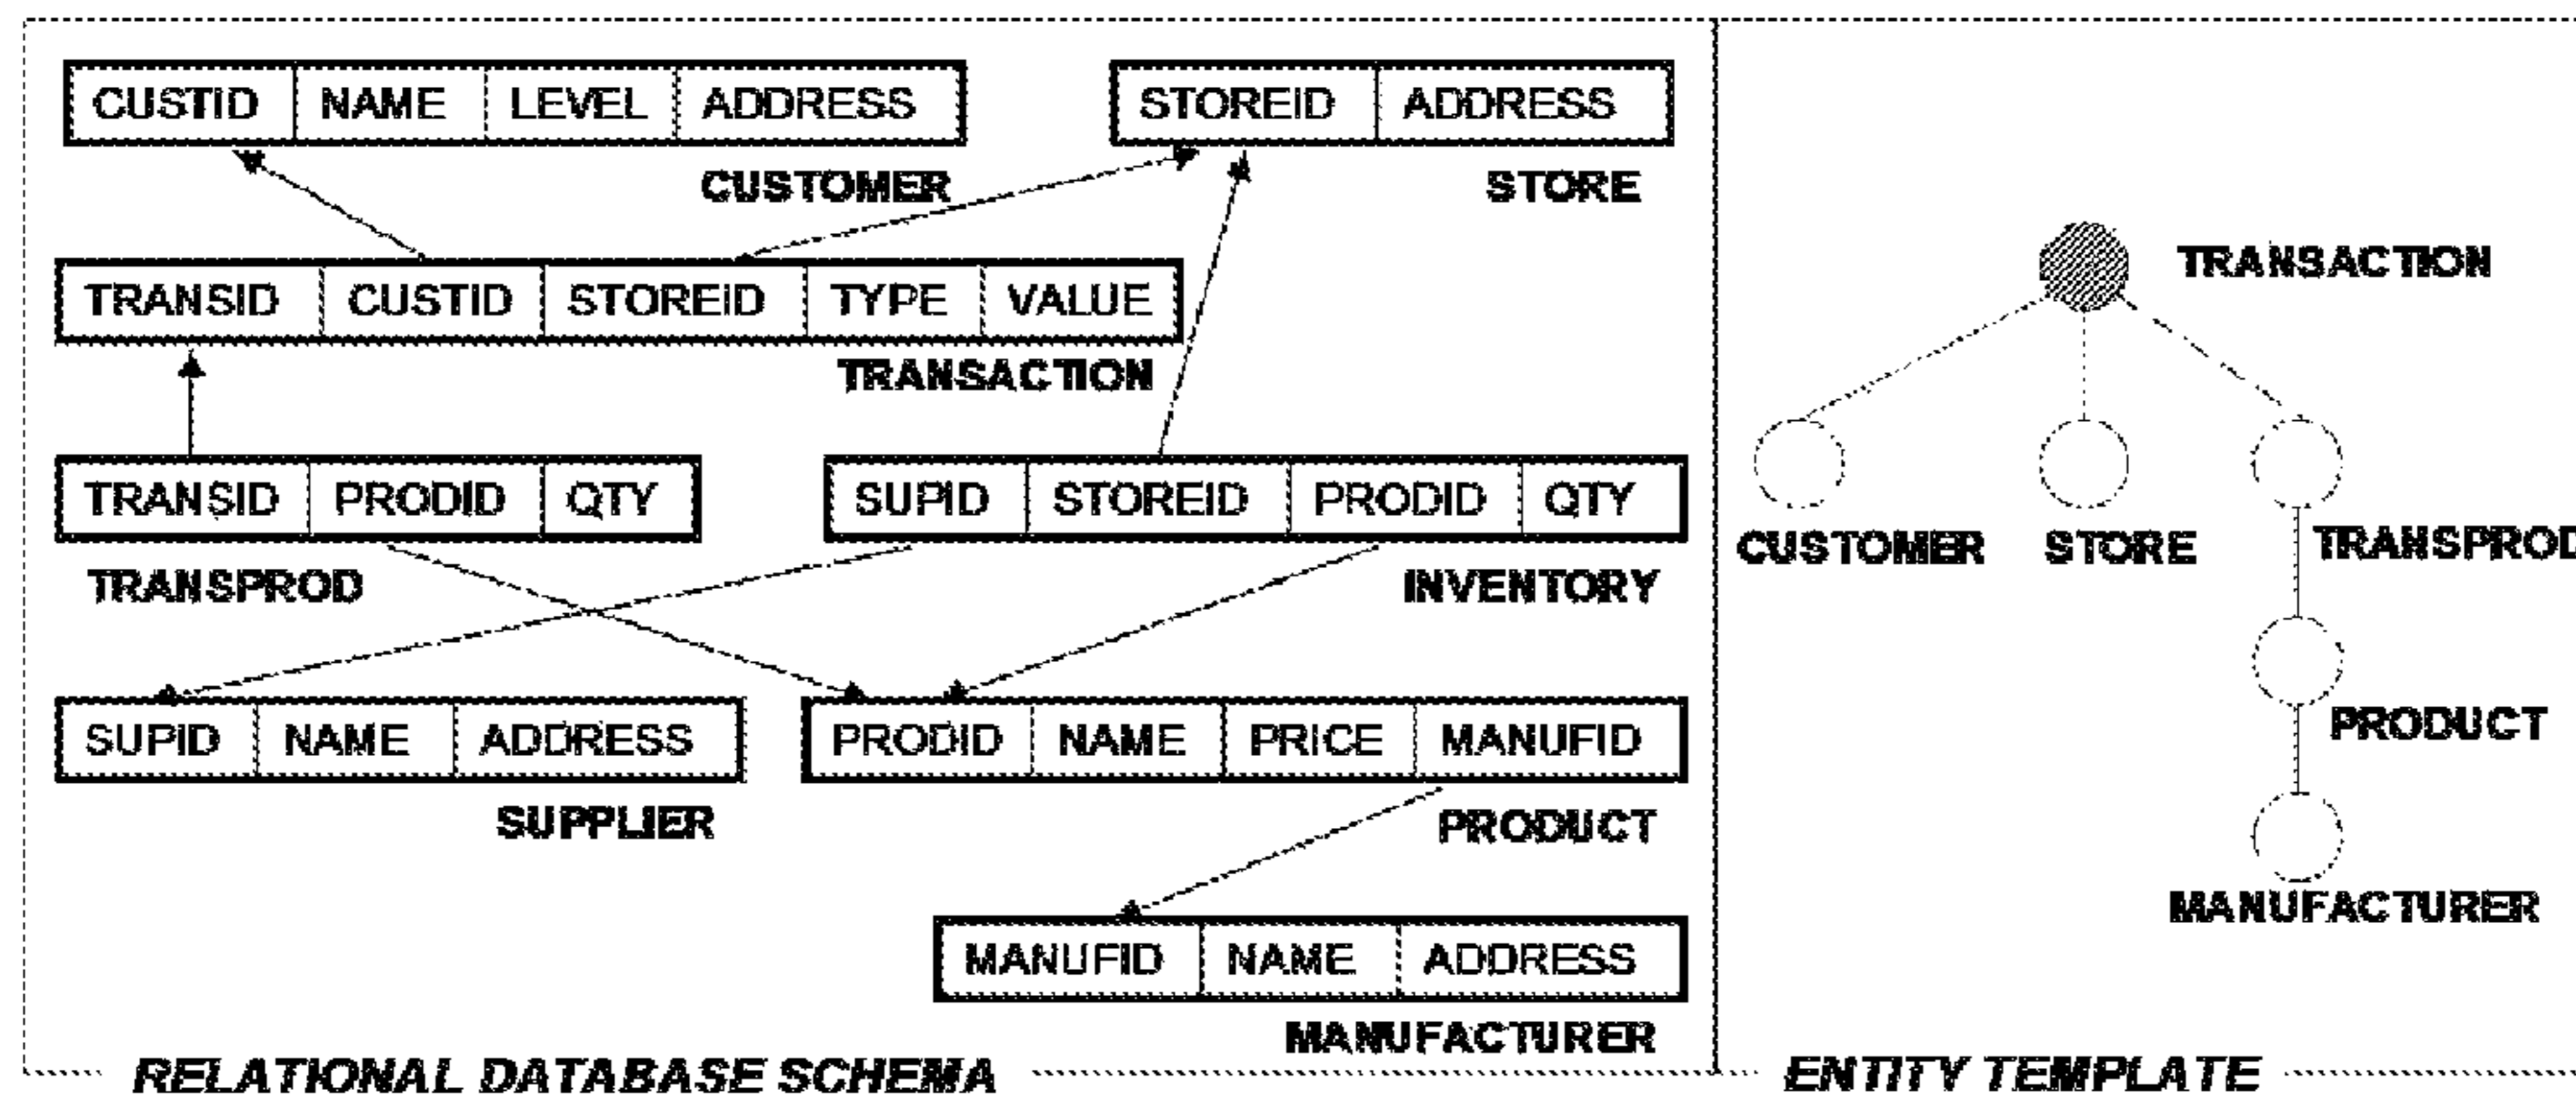 CUSTID NAME LEVEL ADDRESS
CUSTOMER
STOREID ADDRESS
STORE
TRANSID CUSTID STOREID TYPE VALUE
TRANSACTION
TRANSID PRODID QTY
TRANSPROD
SUPID STOREID PRODID QTY
INVENTORY
SUPID NAME ADDRESS
SUPPLIER
PRODID NAME PRICE MANUFID
PRODUCT
MANUFID NAME ADDRESS
MANUFACTURER
RELATIONAL DATABASE SCHEMA
TRANSACTION
CUSTOMER
STORE
TRANSPROD
PRODUCT
MANUFACTURER
ENTITY TEMPLATE